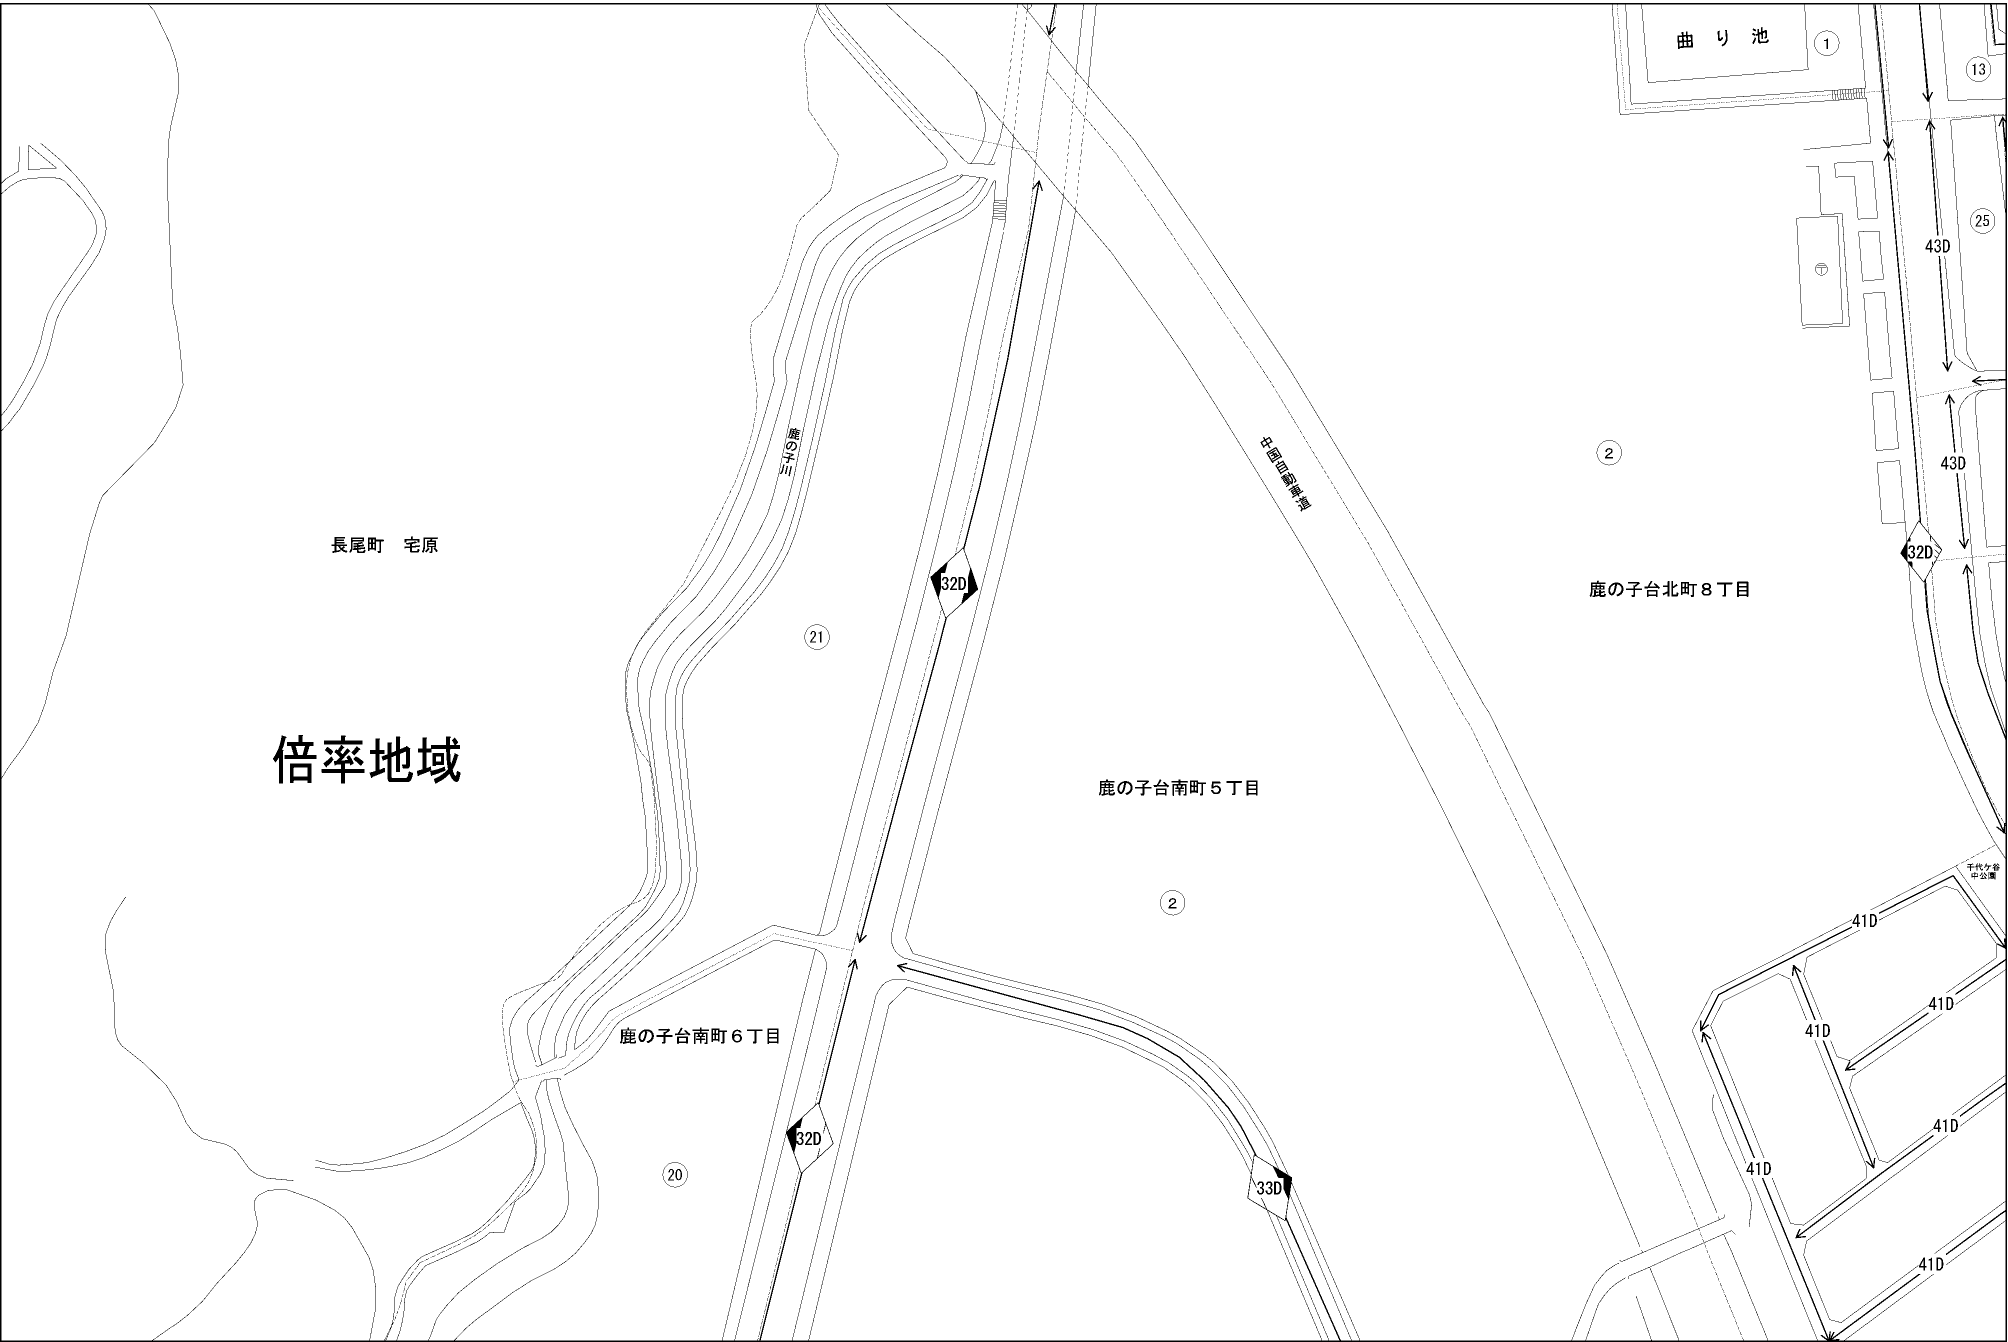 曲り池
1
13
25
43D
〒
鹿の子川
中国自動車道
2
43D
長尾町　宅原
32D
32D
鹿の子台北町８丁目
21
倍率地域
鹿の子台南町５丁目
千代ケ谷
中公園
2
41D
41D
41D
鹿の子台南町６丁目
41D
32D
41D
20
33D
41D